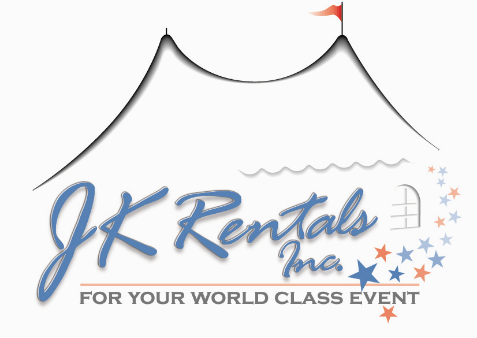 JK Rentals
Inc.
FOR YOUR WORLD CLASS EVENT